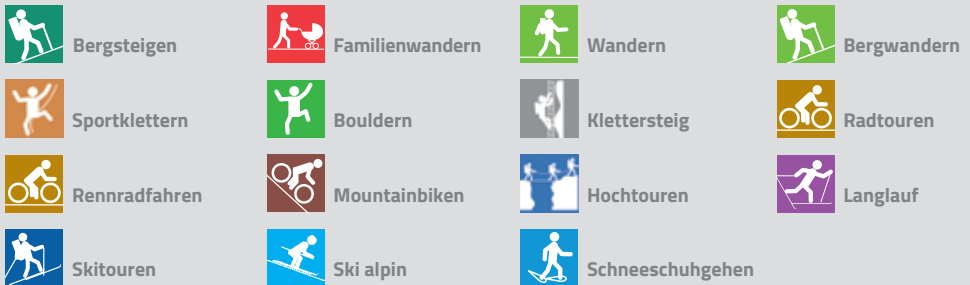 Bergsteigen
Familienwandern
Wandern
Bergwandern
Sportklettern
Bouldern
Klettersteig
Radtouren
Rennradfahren
Mountainbiken
Hochtouren
Langlauf
Skitouren
Ski alpin
Schneeschuhgehen